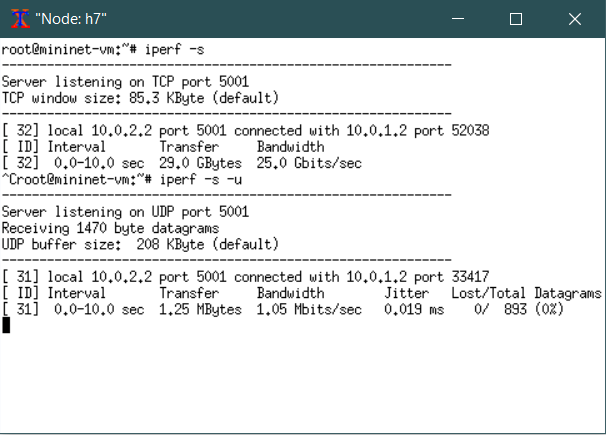 "Node: h7"
root@mininet-vm:~# iperf -s
------------------------------------------------------------
Server listening on TCP port 5001
TCP window size: 85.3 KByte (default)
------------------------------------------------------------
[ 32] local 10.0.2.2 port 5001 connected with 10.0.1.2 port 52038
[ ID] Interval       Transfer     Bandwidth
[ 32]  0.0-10.0 sec  29.0 GBytes  25.0 Gbits/sec
^Croot@mininet-vm:~# iperf -s -u
------------------------------------------------------------
Server listening on UDP port 5001
Receiving 1470 byte datagrams
UDP buffer size:  208 KByte (default)
------------------------------------------------------------
[ 31] local 10.0.2.2 port 5001 connected with 10.0.1.2 port 33417
[ ID] Interval       Transfer     Bandwidth        Jitter   Lost/Total Datagrams
[ 31]  0.0-10.0 sec  1.25 MBytes  1.05 Mbits/sec   0.019 ms    0/  893 (0%)